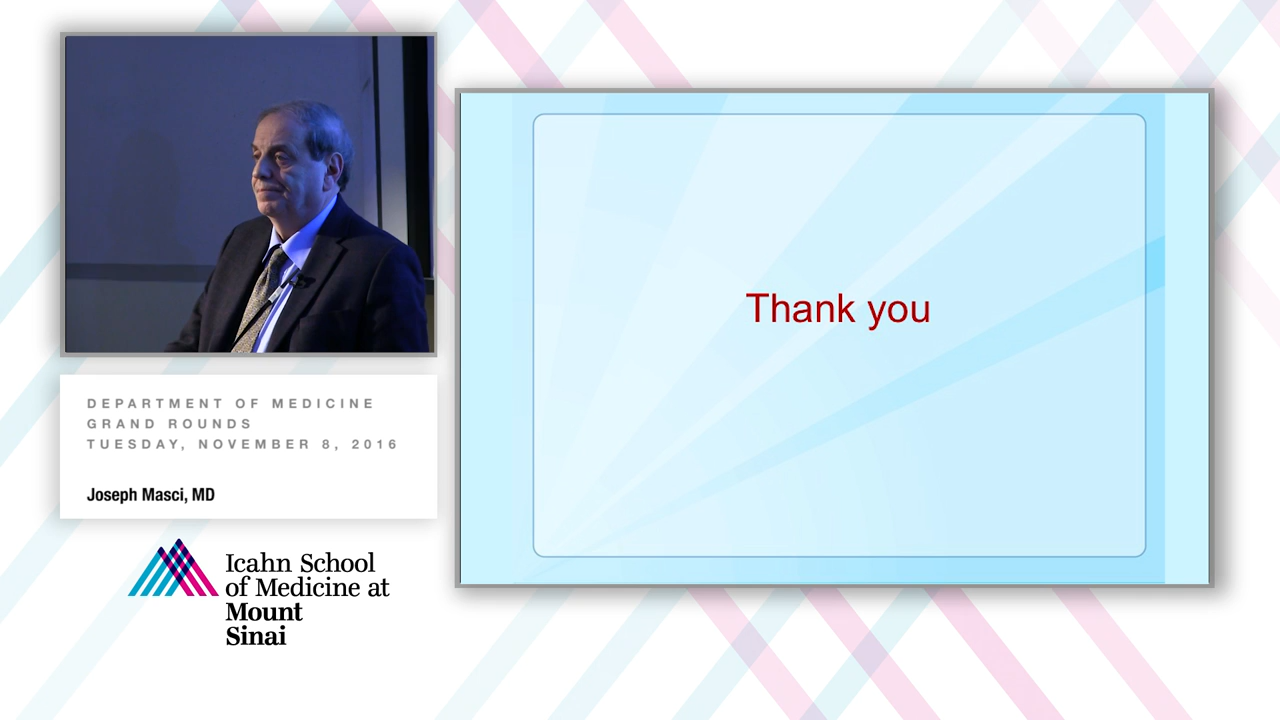 DEPARTMENT OF MEDICINE
GRAND ROUNDS
TUESDAY, NOVEMBER 8, 2016
Joseph Masci, MD
Icahn School
of Medicine at
Mount
Sinai
Thank you